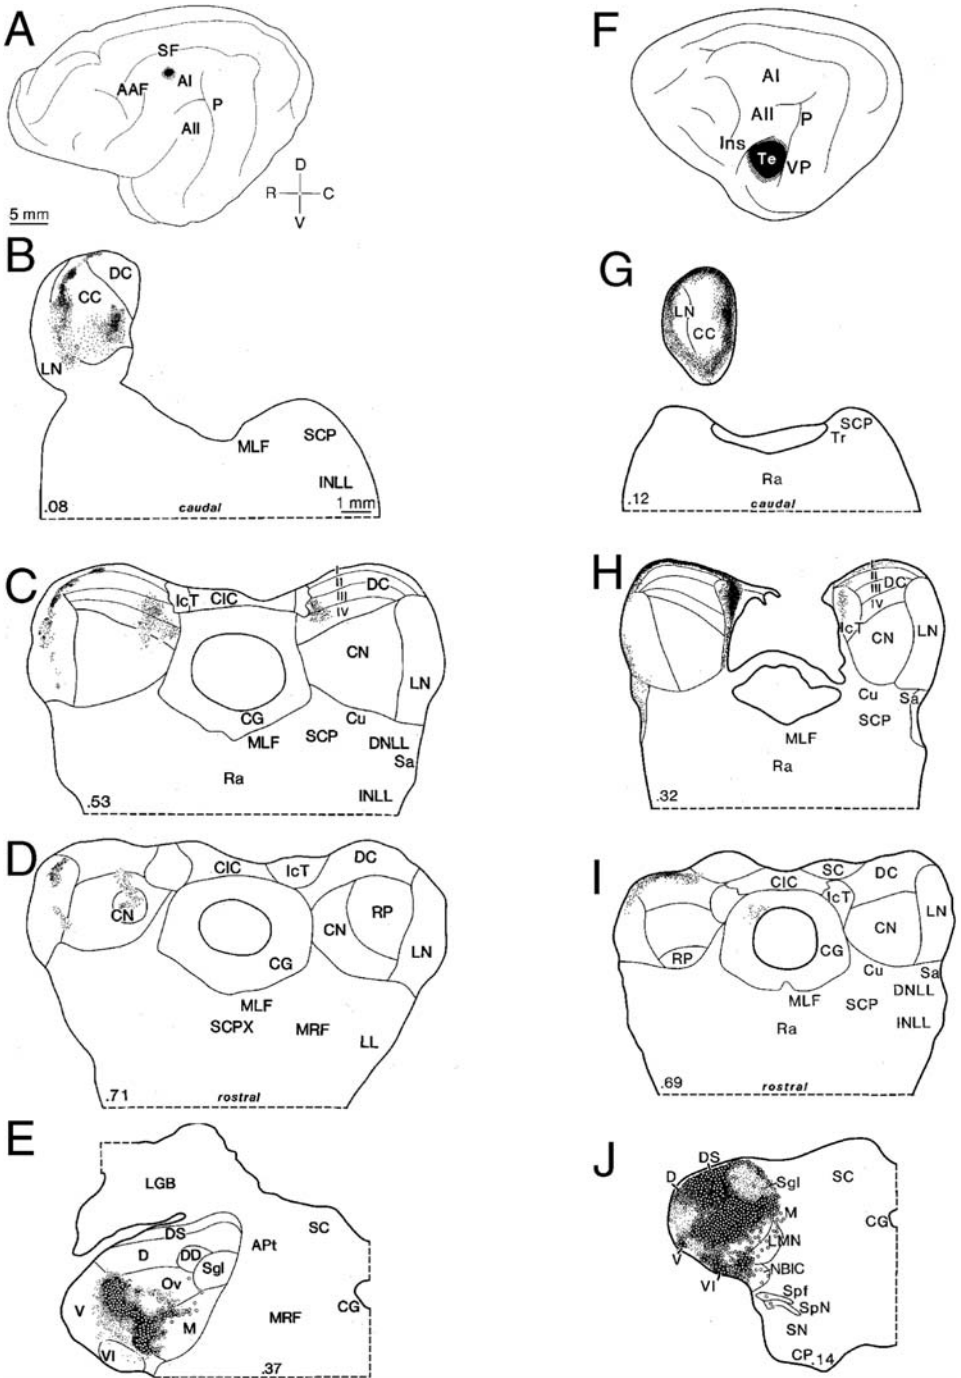 A
SF
AAF
AI
P
AII
D
R C
V
5 mm
B
DC
CC
LN
MLF
SCP
INLL
.08
caudal
1 mm
C
IcT
CIC
II
III
IV
DC
CN
LN
CG
MLF
SCP
Cu
DNLL
Sa
Ra
INLL
.53
D
CIC
IcT
DC
CN
CN
RP
LN
CG
MLF
SCPX
MRF
LL
.71
rostral
E
LGB
SC
DS
APt
D
DD
Sgl
Ov
V
M
MRF
CG
VI
.37
F
AI
AII
P
Ins
Te
VP
G
LN
CC
SCP
Tr
Ra
.12
caudal
H
I
II
III
IV
DC
IcT
CN
LN
Cu
Sa
SCP
MLF
Ra
.32
I
CIC
SC
DC
IcT
LN
CN
RP
CG
Cu
Sa
MLF
SCP
DNLL
Ra
INLL
.69
rostral
J
DS
D
Sgl
SC
M
CG
LMN
V
NBIC
VI
Spf
SpN
SN
CP
.14